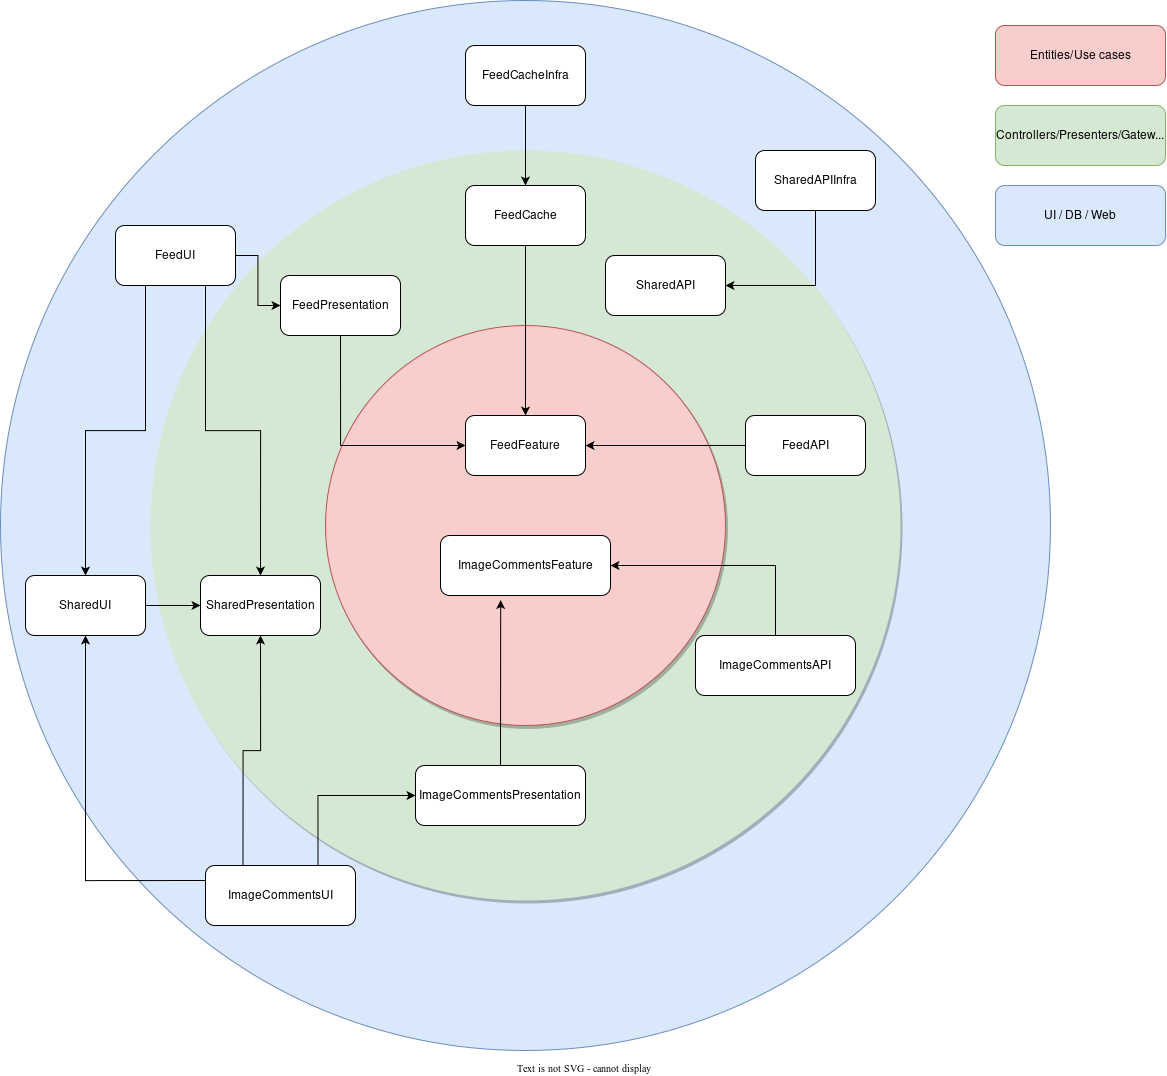 FeedCacheInfra
Entities/Use cases
Controllers/Presenters/Gatew...
SharedAPIInfra
FeedCache
UI / DB / Web
FeedUI
SharedAPI
FeedPresentation
FeedFeature
FeedAPI
ImageCommentsFeature
SharedUI
SharedPresentation
ImageCommentsAPI
ImageCommentsPresentation
ImageCommentsUI
Text is not SVG - cannot display